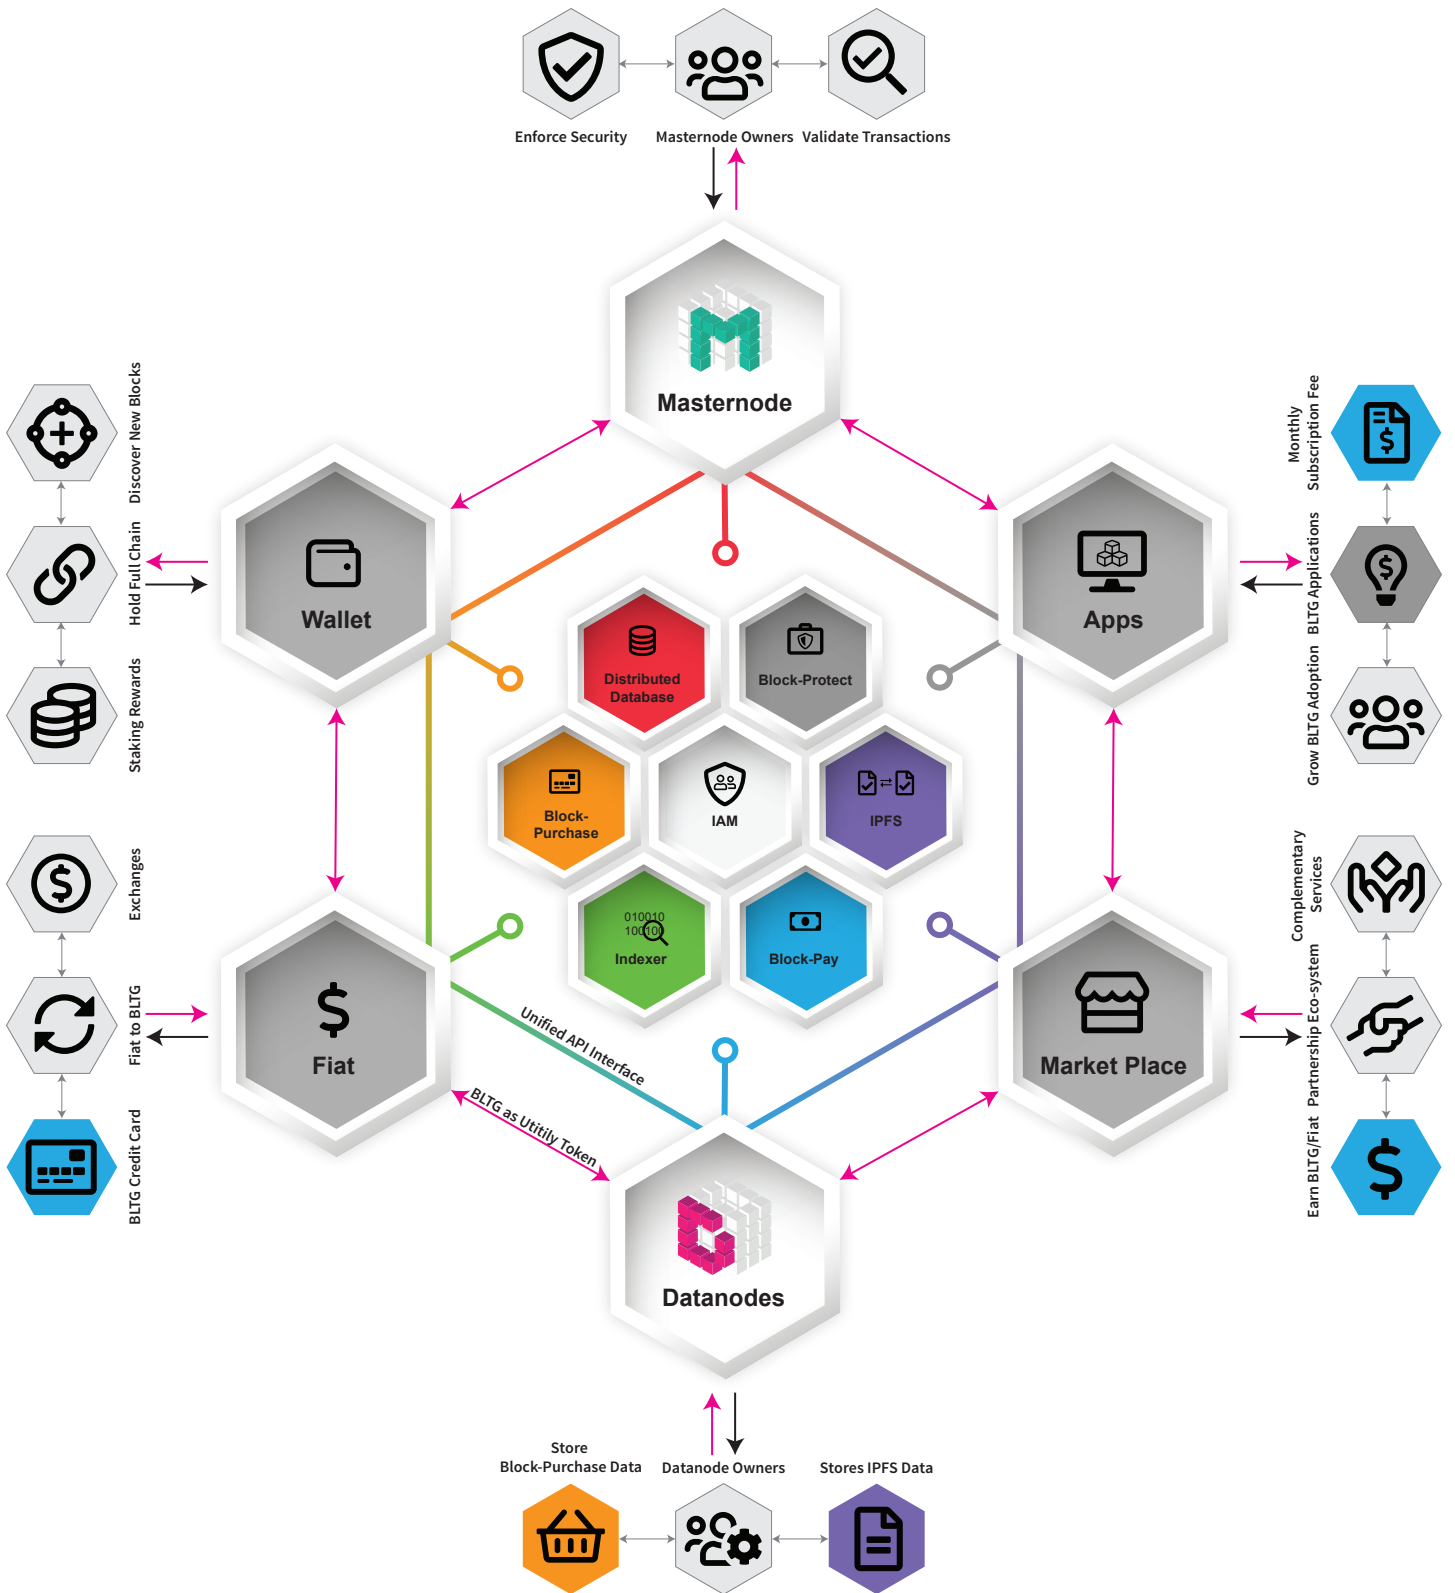 Enforce Security
Masternode Owners
Validate Transactions
Masternode
Discover New Blocks
Hold Full Chain
Staking Rewards
Wallet
Apps
Monthly
Subscription Fee
BLTG Applications
Grow BLTG Adoption
Distributed
Database
Block-Protect
Block-
Purchase
IAM
IPFS
010010
100100
Indexer
Block-Pay
Exchanges
Fiat to BLTG
BLTG Credit Card
$
Fiat
Market Place
Complementary
Services
Partnership Eco-system
Earn BLTG/Fiat
Unified API Interface
BLTG as Utitily Token
Datanodes
Store
Block-Purchase Data
Datanode Owners
Stores IPFS Data